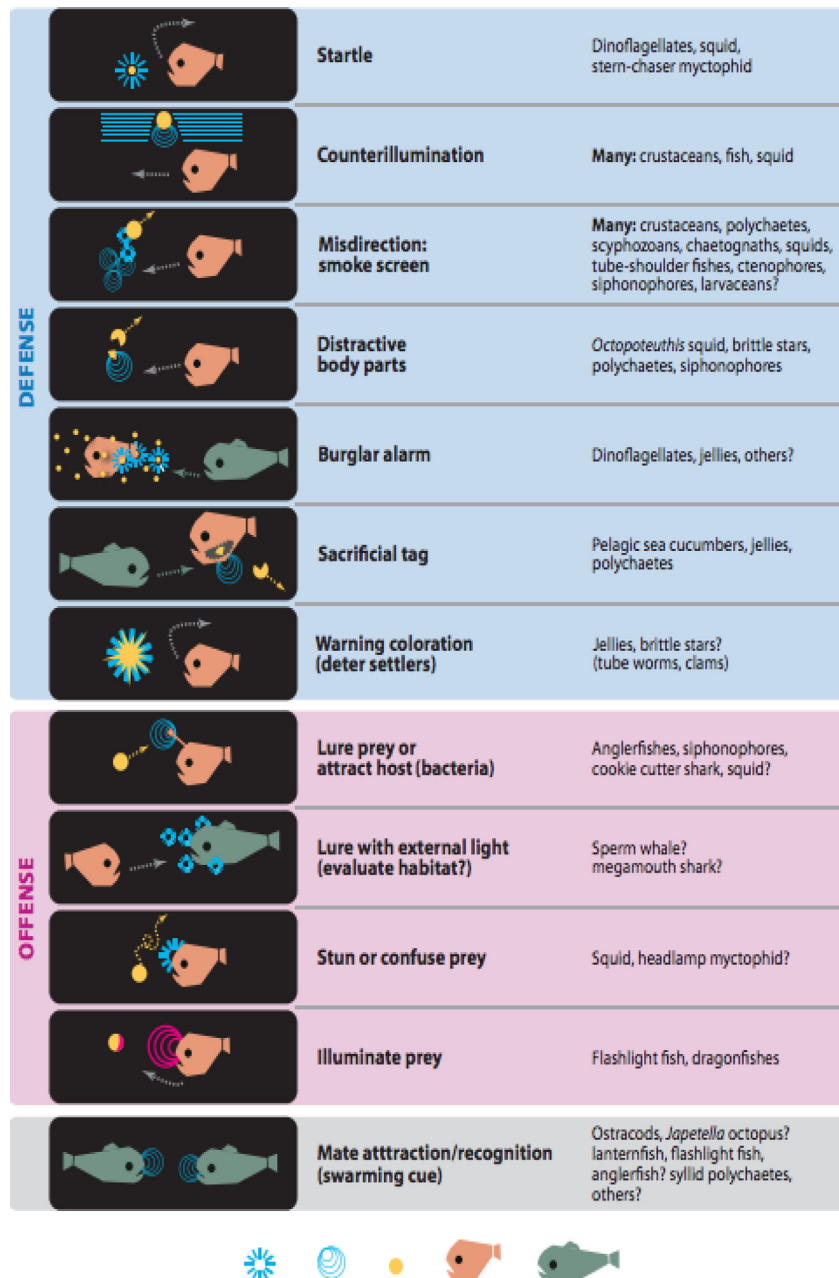 DEFENSE
Startle
Dinoflagellates, squid,
stern-chaser myctophid
Counterillumination
Many: crustaceans, fish, squid
Misdirection:
smoke screen
Many: crustaceans, polychaetes,
scyphozoans, chaetognaths, squids,
tube-shoulder fishes, ctenophores,
siphonophores, larvaceans?
Distractive
body parts
Octopoteuthis squid, brittle stars,
polychaetes, siphonophores
Burglar alarm
Dinoflagellates, jellies, others?
Sacrificial tag
Pelagic sea cucumbers, jellies,
polychaetes
Warning coloration
(deter settlers)
Jellies, brittle stars?
(tube worms, clams)
OFFENSE
Lure prey or
attract host (bacteria)
Anglerfishes, siphonophores,
cookie cutter shark, squid?
Lure with external light
(evaluate habitat?)
Sperm whale?
megamouth shark?
Stun or confuse prey
Squid, headlamp myctophid?
Illuminate prey
Flashlight fish, dragonfishes
Mate atttraction/recognition
(swarming cue)
Ostracods, Japetella octopus?
lanternfish, flashlight fish,
anglerfish? syllid polychaetes,
others?